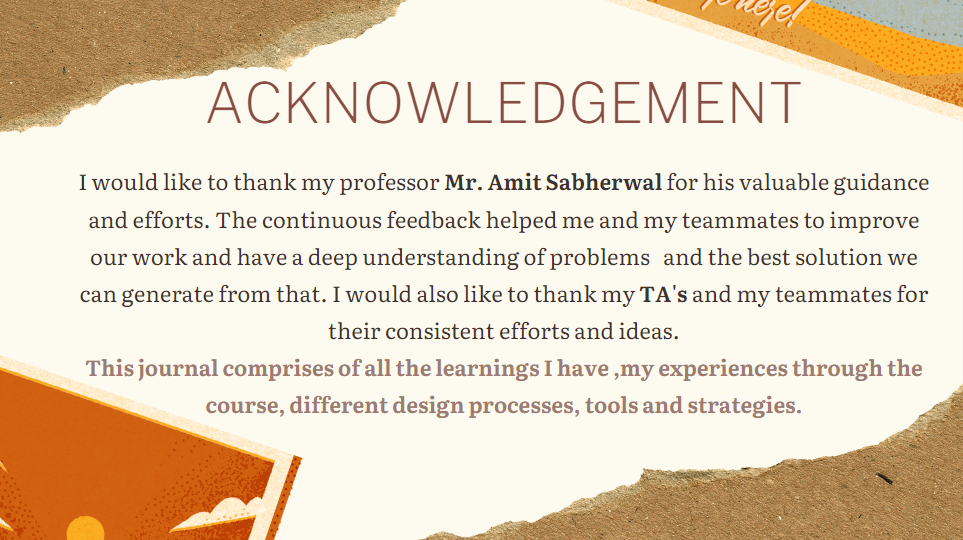 ACKNOWLEDGEMENT
I would like to thank my professor Mr. Amit Sabherwal for his valuable guidance
and efforts. The continuous feedback helped me and my teammates to improve
our work and have a deep understanding of problems and the best solution we
can generate from that. I would also like to thank my TA's and my teammates for
their consistent efforts and ideas.
This journal comprises of all the learnings I have ,my experiences through the
course, different design processes, tools and strategies.